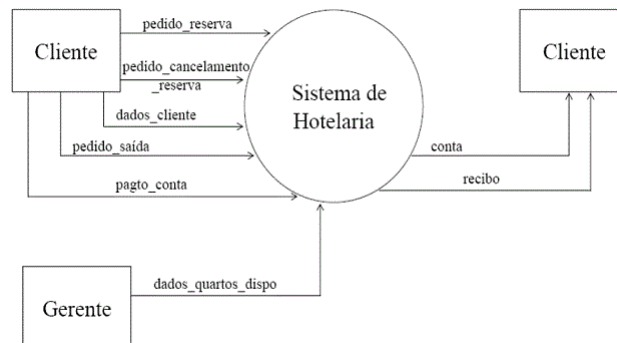 Cliente
pedido_reserva
pedido_cancelamento
_reserva
dados_cliente
pedido_saída
pagto_conta
Sistema de
Hotelaria
Cliente
conta
recibo
dados_quartos_dispo
Gerente